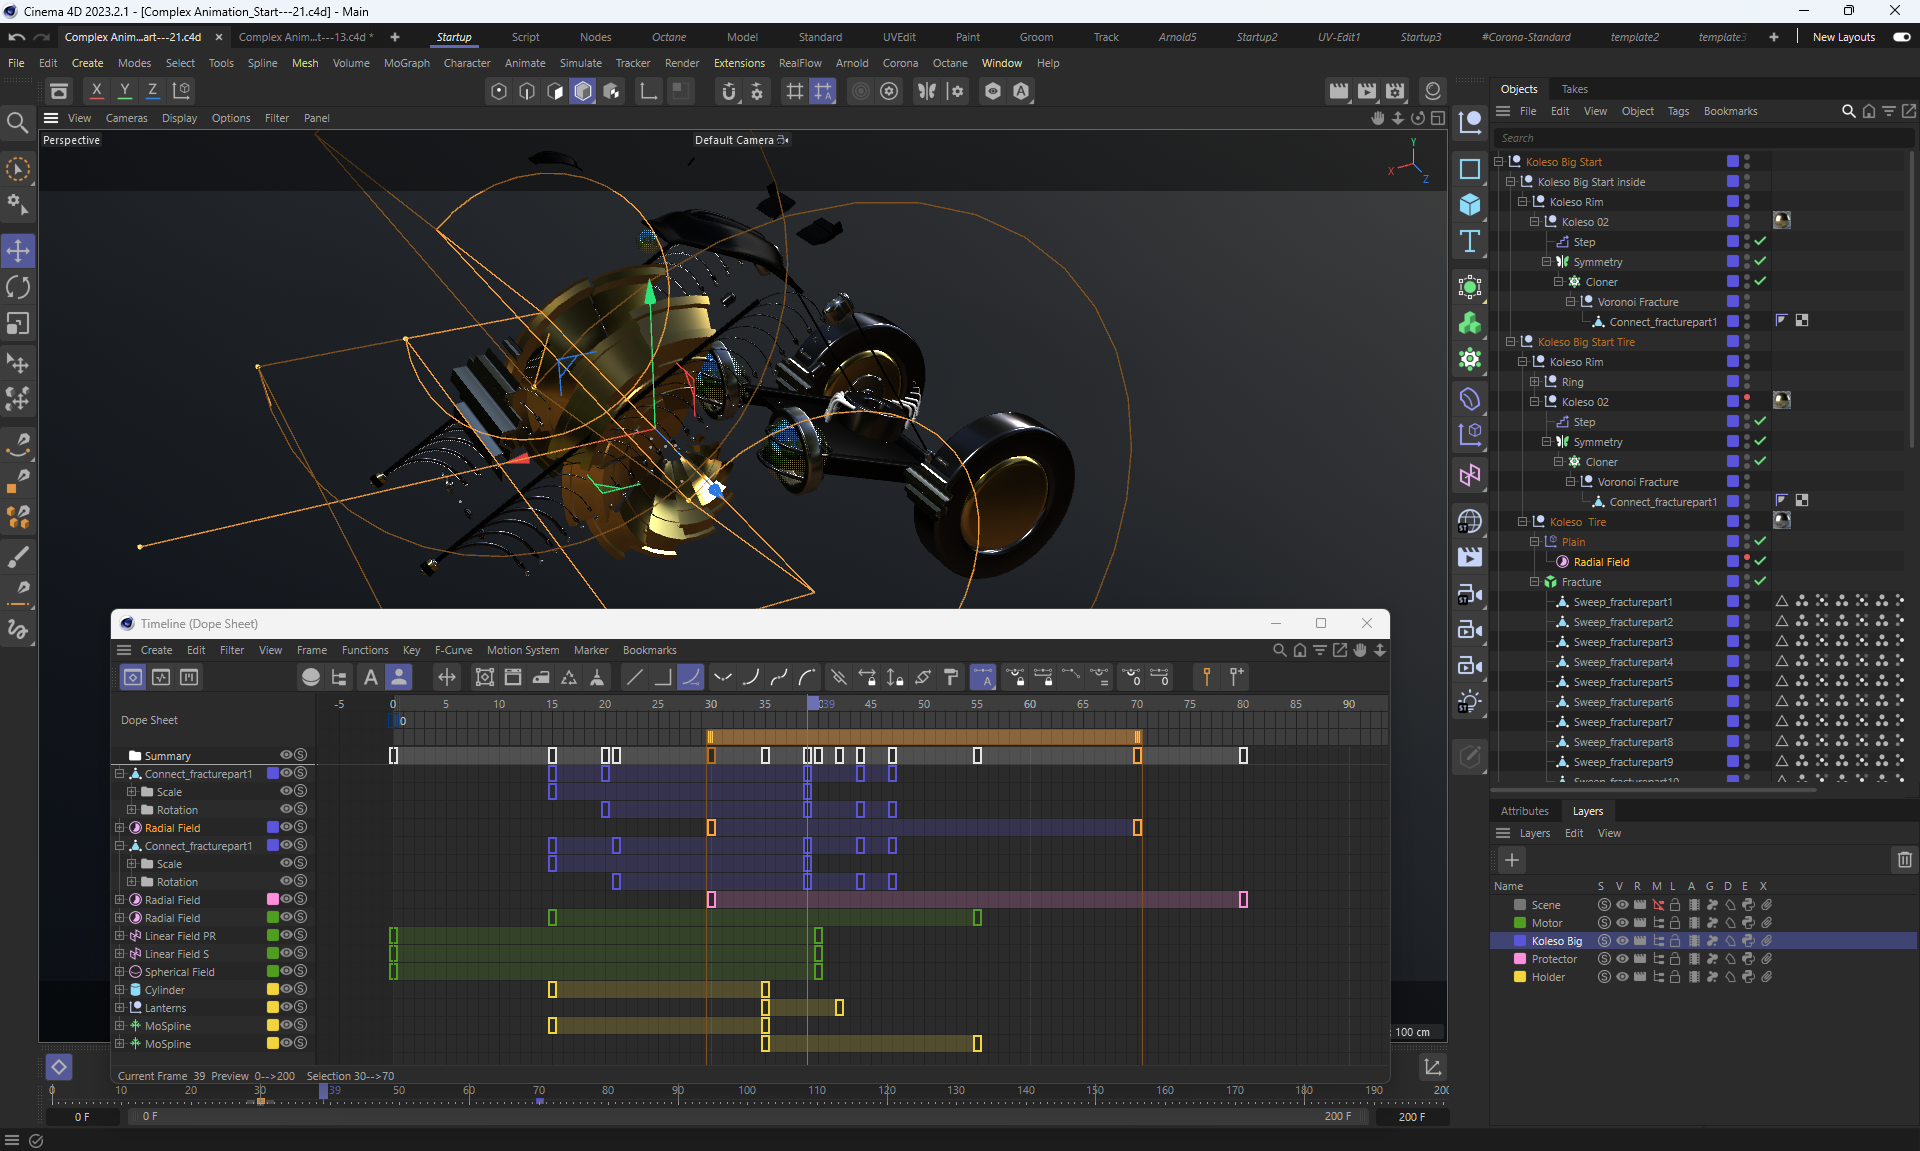 Cinema 4D 2023.2.1 - [Complex Animation_Start---21.c4d] - Main
Complex Anim...art---21.c4d × Complex Anim...t---13.c4d * + Startup Script Nodes Octane Model Standard UVEdit Paint Groom Track Arnold5 Startup2 UV-Edit1 Startup3 #Corona-Standard template2 template3 + New Layouts
File Edit Create Modes Select Tools Spline Mesh Volume MoGraph Character Animate Simulate Tracker Render Extensions RealFlow Arnold Corona Octane Window Help
X Y Z
Objects Takes
View Cameras Display Options Filter Panel
File Edit View Object Tags Bookmarks
Perspective
Default Camera
Y
X
Z
Search
Koleso Big Start
Koleso Big Start inside
Koleso Rim
Koleso 02
Step
Symmetry
Cloner
Voronoi Fracture
Connect_fracturepart1
Koleso Big Start Tire
Koleso Rim
Ring
Koleso 02
Step
Symmetry
Cloner
Voronoi Fracture
Connect_fracturepart1
Koleso Tire
Plain
Radial Field
Fracture
Sweep_fracturepart1
Sweep_fracturepart2
Sweep_fracturepart3
Sweep_fracturepart4
Sweep_fracturepart5
Sweep_fracturepart6
Sweep_fracturepart7
Sweep_fracturepart8
Sweep_fracturepart9
Sweep_fracturepart10
Timeline (Dope Sheet)
Create Edit Filter View Frame Functions Key F-Curve Motion System Marker Bookmarks
-5 0 5 10 15 20 25 30 35 39 45 50 55 60 65 70 75 80 85 90
Dope Sheet
0
Summary
Connect_fracturepart1
Scale
Rotation
Radial Field
Connect_fracturepart1
Scale
Rotation
Radial Field
Radial Field
Linear Field PR
Linear Field S
Spherical Field
Cylinder
Lanterns
MoSpline
MoSpline
Current Frame 39 Preview 0-->200 Selection 30-->70
100 cm
Attributes Layers
Layers Edit View
Name S V R M L A G D E X
Scene
Motor
Koleso Big
Protector
Holder
0 10 20 30 39 50 60 70 80 90 100 110 120 130 140 150 160 170 180 190 200
0 F 0 F 200 F 200 F